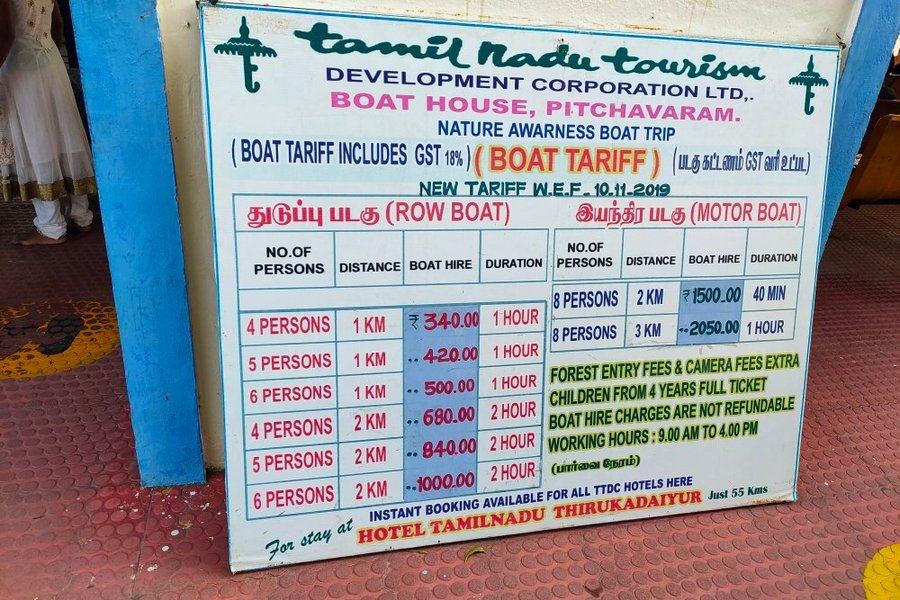 tamil nadu tourism
DEVELOPMENT CORPORATION LTD,.
BOAT HOUSE, PITCHAVARAM.
NATURE AWARNESS BOAT TRIP
(BOAT TARIFF INCLUDES GST 18%) (BOAT TARIFF) (படகு கட்டணம் GST வரி உட்பட)
NEW TARIFF W.E.F- 10-11-2019
துடுப்பு படகு (ROW BOAT)
NO.OF PERSONS DISTANCE BOAT HIRE DURATION
4 PERSONS 1 KM ₹ 340.00 1 HOUR
5 PERSONS 1 KM ,, 420.00 1 HOUR
6 PERSONS 1 KM ,, 500.00 1 HOUR
4 PERSONS 2 KM ,, 680.00 2 HOUR
5 PERSONS 2 KM ,, 840.00 2 HOUR
6 PERSONS 2 KM ,, 1000.00 2 HOUR
இயந்திர படகு (MOTOR BOAT)
NO.OF PERSONS DISTANCE BOAT HIRE DURATION
8 PERSONS 2 KM ₹ 1500.00 40 MIN
8 PERSONS 3 KM ,, 2050.00 1 HOUR
FOREST ENTRY FEES & CAMERA FEES EXTRA
CHILDREN FROM 4 YEARS FULL TICKET
BOAT HIRE CHARGES ARE NOT REFUNDABLE
WORKING HOURS : 9.00 AM TO 4.00 PM
(பார்வை நேரம்)
INSTANT BOOKING AVAILABLE FOR ALL TTDC HOTELS HERE
For stay at HOTEL TAMILNADU THIRUKADAIYUR Just 55 Kms